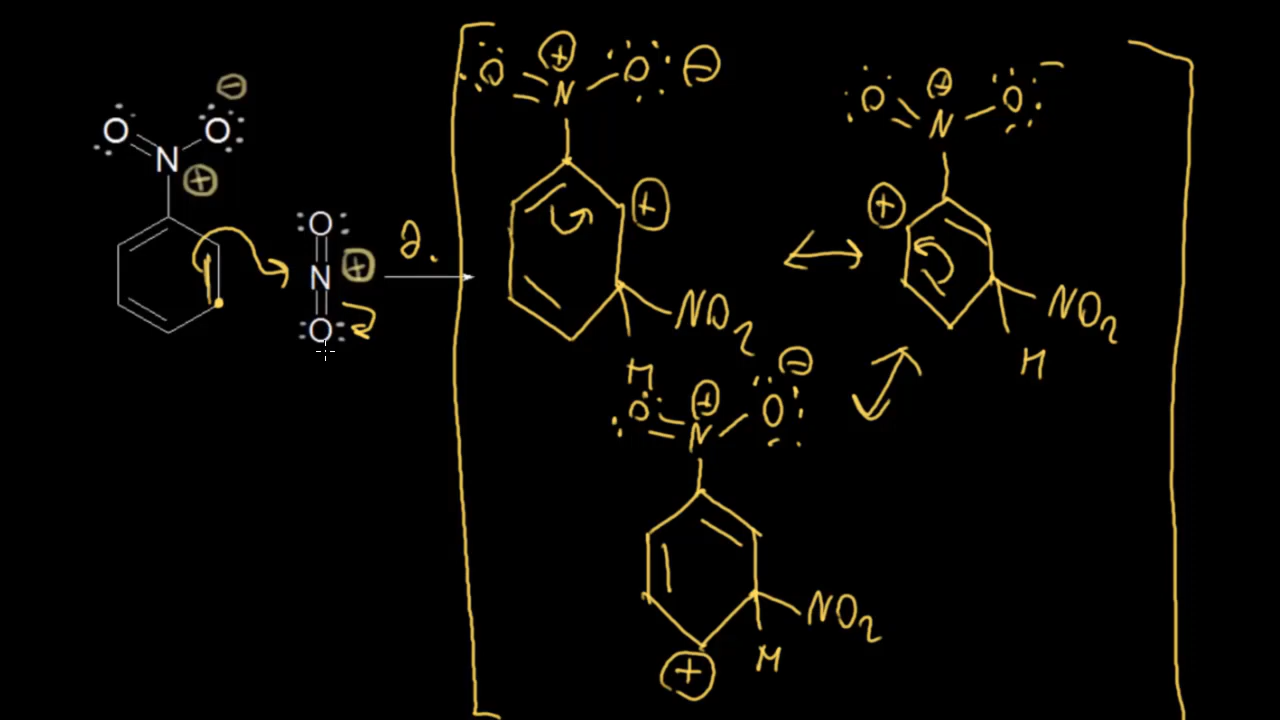 :O: N O: ⊖
⊕
O O ⊖
N ⊕
:O:
N ⊕
:O:
2.
O ⊕ O ⊖
N
⊕
NO2
H
O ⊕ O −
N
⊕
NO2
H
O ⊕ O ⊖
N
NO2
H
⊕